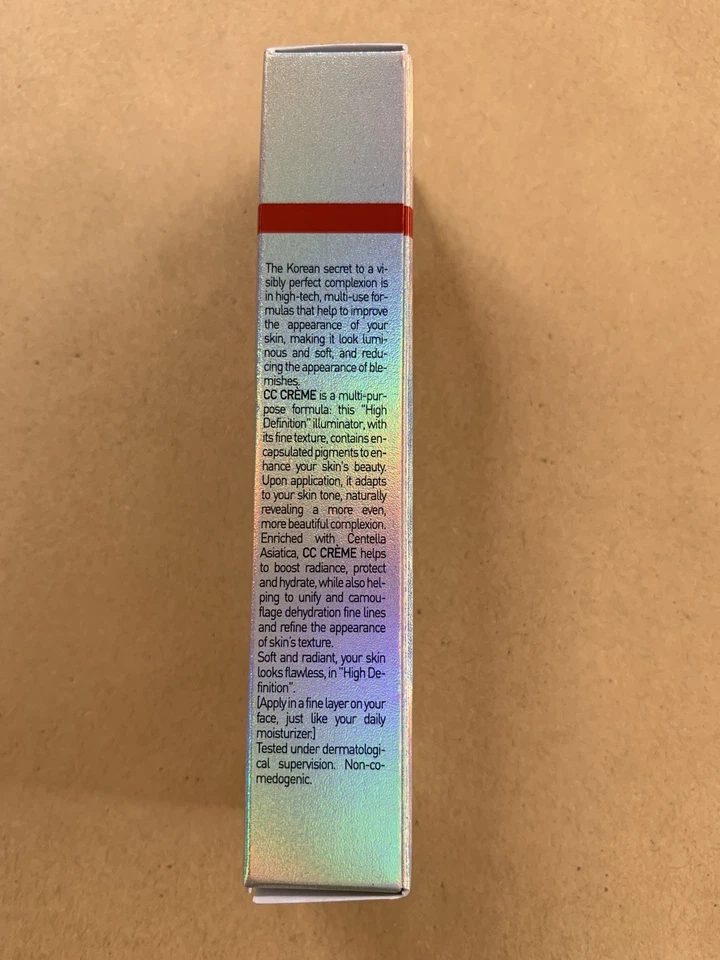 The Korean secret to a vi-
sibly perfect complexion is
in high-tech, multi-use for-
mulas that help to improve
the appearance of your
skin, making it look lumi-
nous and soft, and redu-
cing the appearance of ble-
mishes.
CC CRÈME is a multi-pur-
pose formula: this "High
Definition" illuminator, with
its fine texture, contains en-
capsulated pigments to en-
hance your skin's beauty.
Upon application, it adapts
to your skin tone, naturally
revealing a more even,
more beautiful complexion.
Enriched with Centella
Asiatica, CC CRÈME helps
to boost radiance, protect
and hydrate, while also hel-
ping to unify and camou-
flage dehydration fine lines
and refine the appearance
of skin's texture.
Soft and radiant, your skin
looks flawless, in "High De-
finition".
[Apply in a fine layer on your
face, just like your daily
moisturizer.]
Tested under dermatologi-
cal supervision. Non-co-
medogenic.